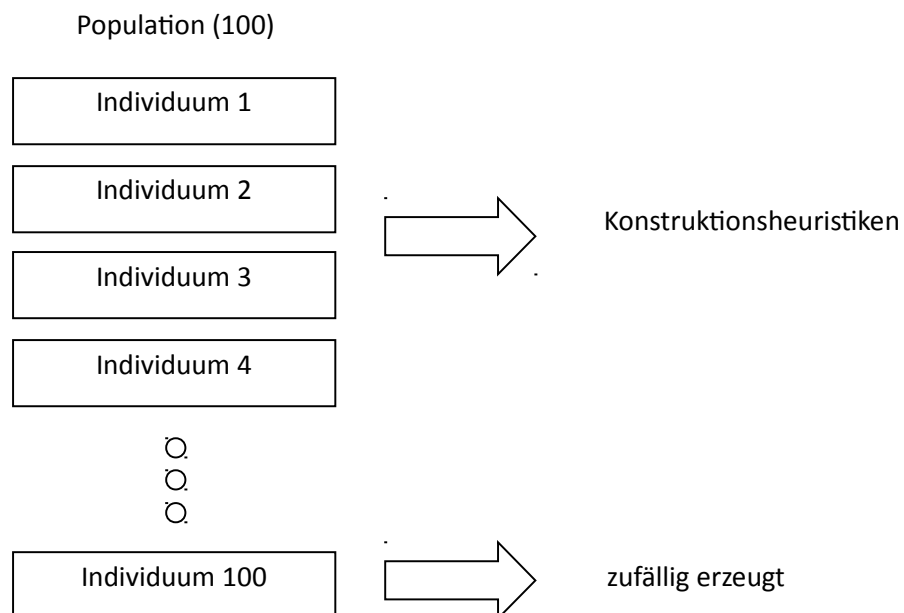 Population (100)
Individuum 1
Individuum 2
Konstruktionsheuristiken
Individuum 3
Individuum 4
Individuum 100
zufällig erzeugt